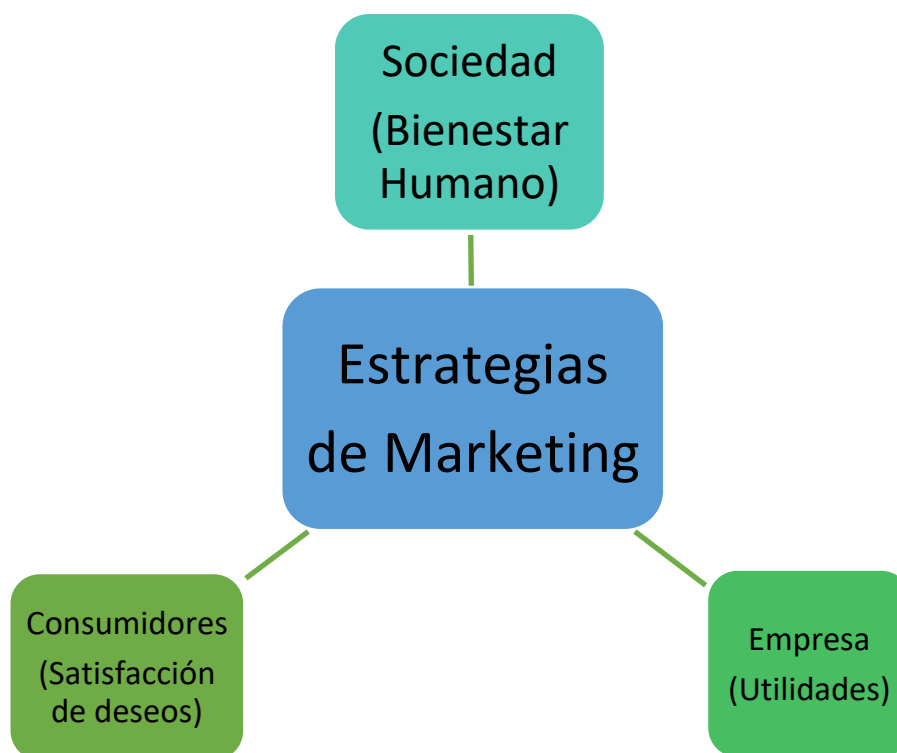 Sociedad
(Bienestar
Humano)
Estrategias
de Marketing
Consumidores
(Satisfacción
de deseos)
Empresa
(Utilidades)